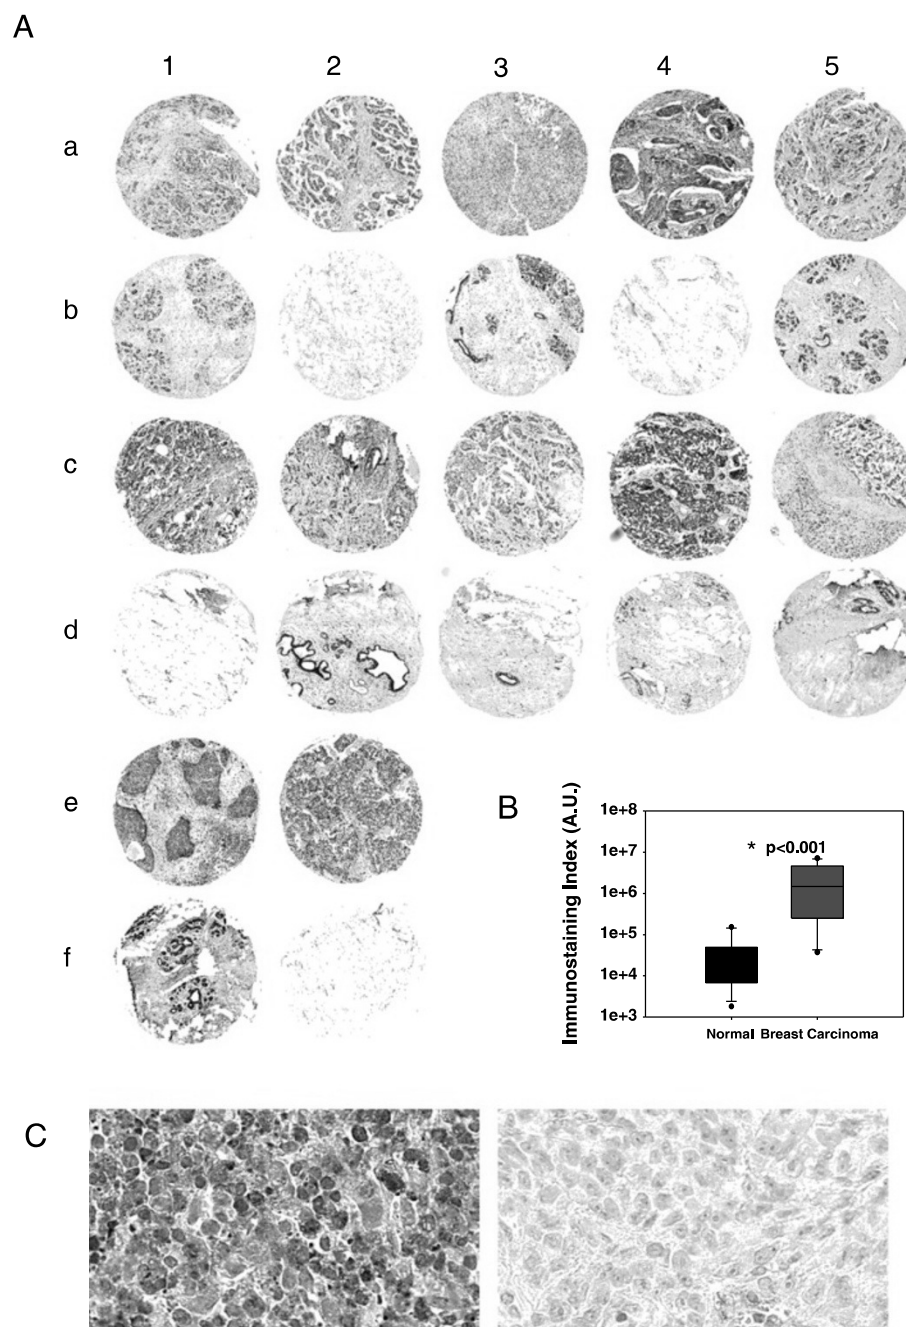 A
1 2 3 4 5
a
b
c
d
e
f
B
Immunostaining Index (A.U.)
1e+8
1e+7
1e+6
1e+5
1e+4
1e+3
* p<0.001
Normal Breast Carcinoma
C